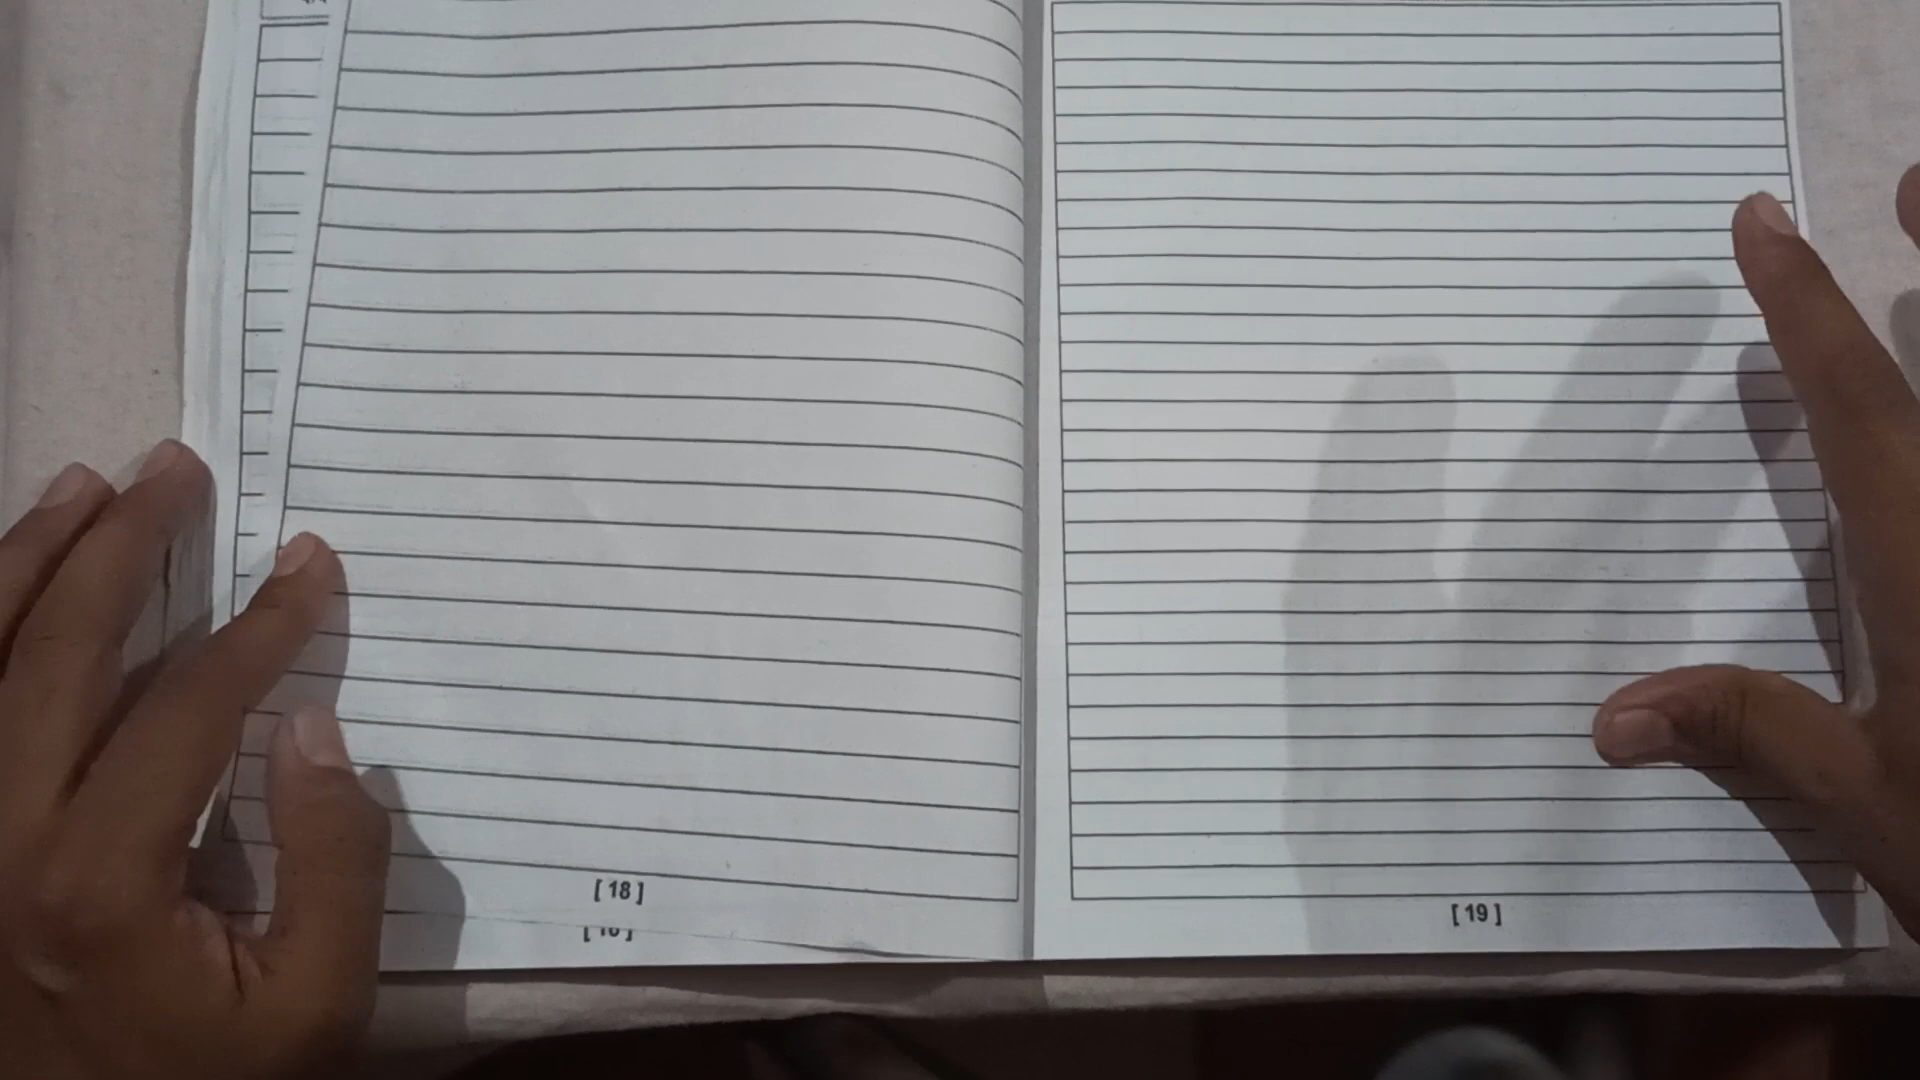 [ 18 ]
[ 19 ]